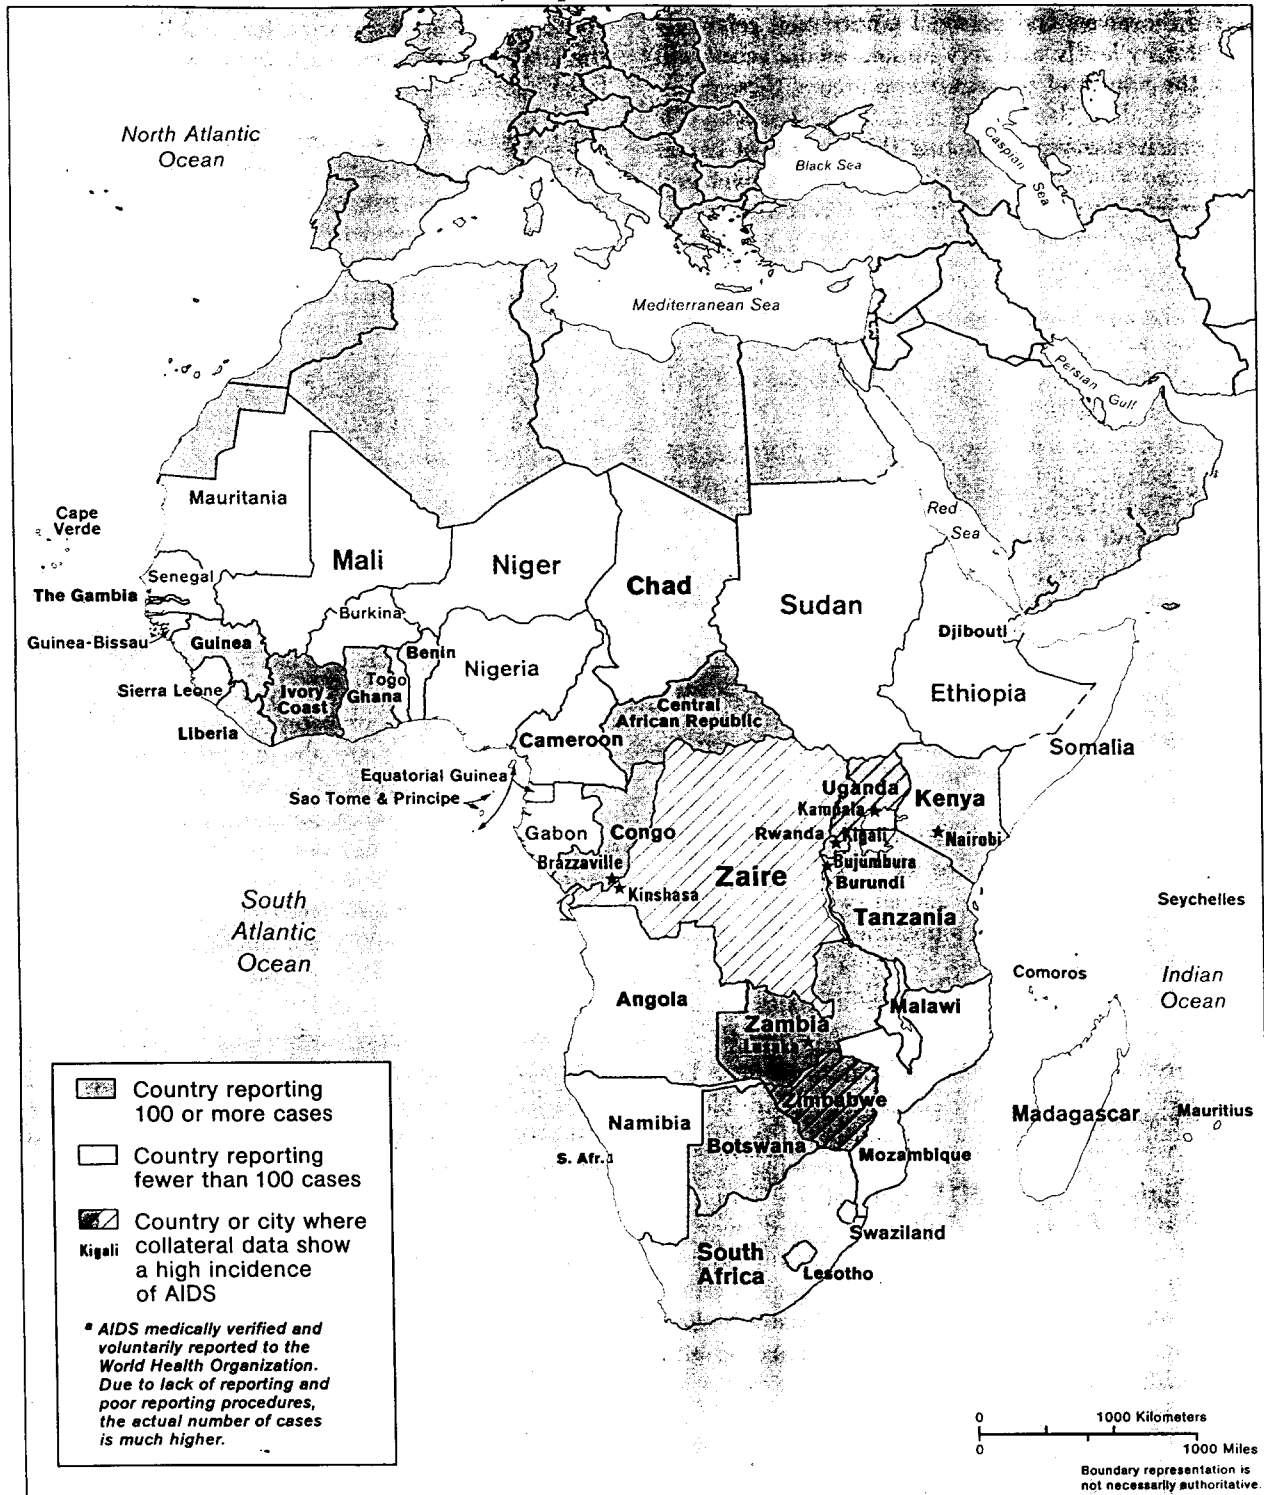 North Atlantic
Ocean
Black Sea
Caspian Sea
Mediterranean Sea
Persian Gulf
Mauritania
Cape
Verde
Red
Sea
Mali
Niger
Chad
Sudan
Senegal
The Gambia
Burkina
Djibouti
Guinea-Bissau
Guinea
Benin
Nigeria
Togo
Sierra Leone
Ivory
Coast
Ghana
Ethiopia
Central
African Republic
Liberia
Cameroon
Somalia
Equatorial Guinea
Sao Tome & Principe
Uganda
Kenya
Kampala
Gabon
Congo
Rwanda
Kigali
Nairobi
Brazzaville
Zaire
Bujumbura
Burundi
Kinshasa
South
Atlantic
Ocean
Tanzania
Seychelles
Comoros
Indian
Ocean
Angola
Malawi
Zambia
Lusaka
Zimbabwe
Namibia
Madagascar
Mauritius
Botswana
S. Afr.
Mozambique
Swaziland
South
Africa
Lesotho
Country reporting
100 or more cases
Country reporting
fewer than 100 cases
Country or city where
Kigali collateral data show
a high incidence
of AIDS
a AIDS medically verified and
voluntarily reported to the
World Health Organization.
Due to lack of reporting and
poor reporting procedures,
the actual number of cases
is much higher.
0 1000 Kilometers
0 1000 Miles
Boundary representation is
not necessarily authoritative.